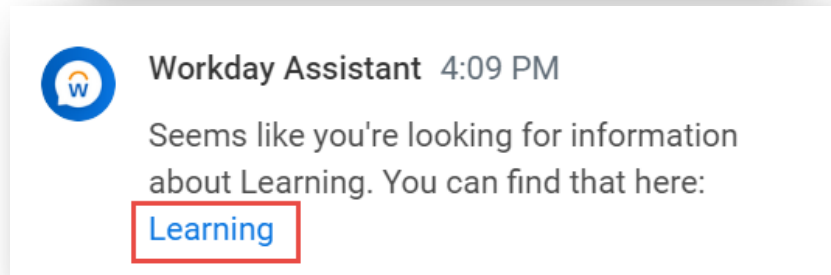 Workday Assistant 4:09 PM
W
Seems like you're looking for information
about Learning. You can find that here:
Learning